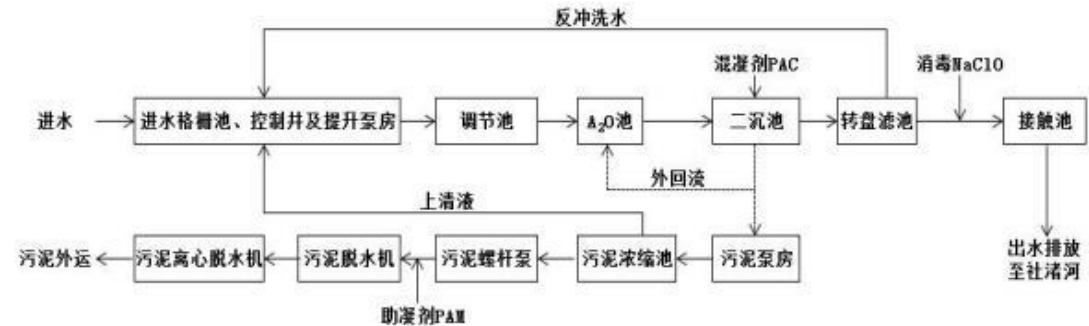 反冲洗水
混凝剂PAC
消毒NaClO
进水
进水格栅池、控制井及提升泵房
调节池
A₂O池
二沉池
转盘滤池
接触池
外回流
上清液
污泥外运
污泥离心脱水机
污泥脱水机
污泥螺杆泵
污泥浓缩池
污泥泵房
出水排放
至社渚河
助凝剂PAM